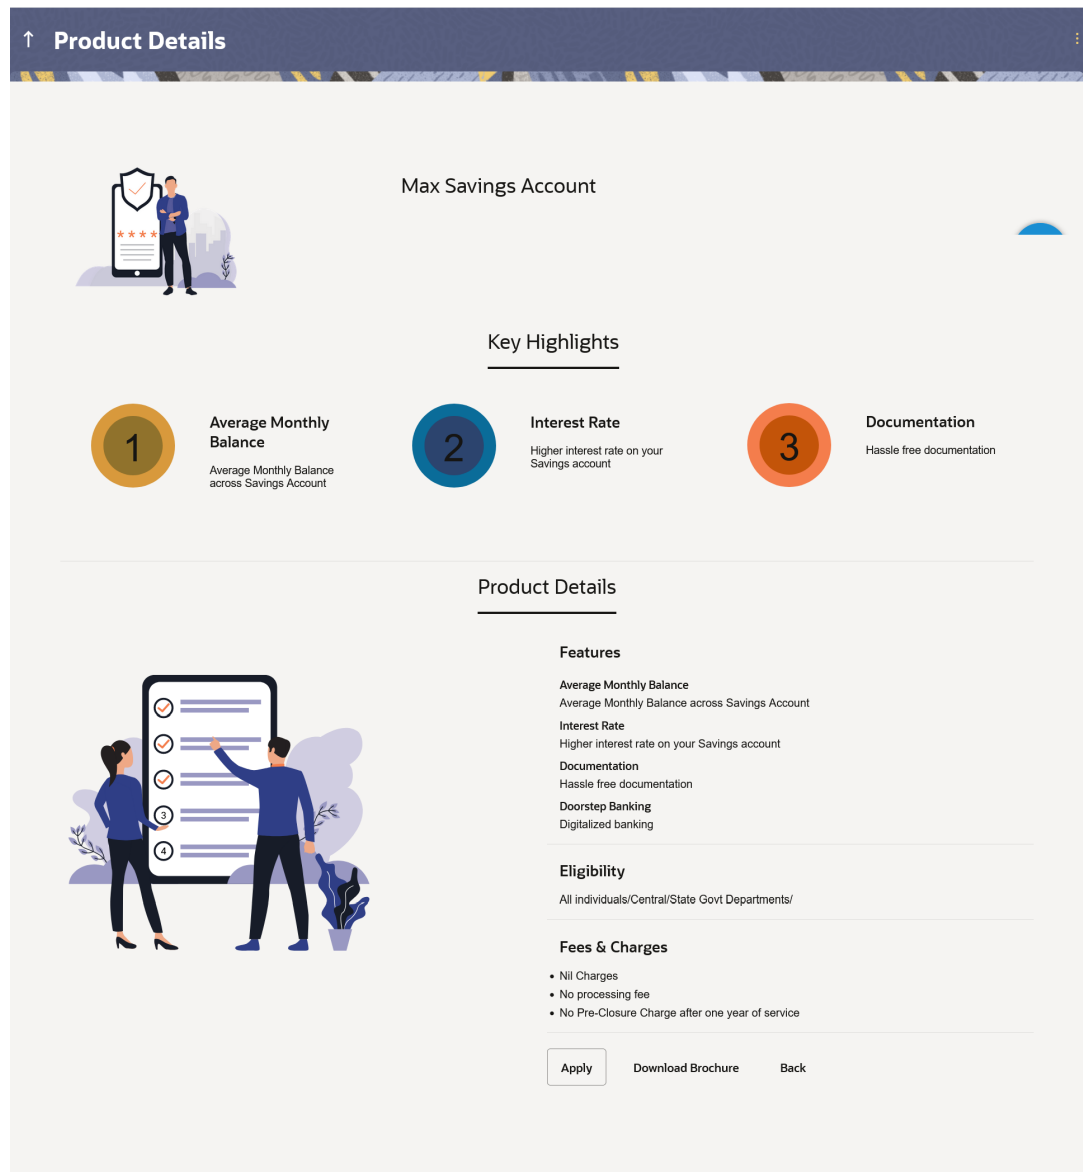 ↑ Product Details
Max Savings Account
* * * *
Key Highlights
1
Average Monthly
Balance
Average Monthly Balance
across Savings Account
2
Interest Rate
Higher interest rate on your
Savings account
3
Documentation
Hassle free documentation
Product Details
3
4
Features
Average Monthly Balance
Average Monthly Balance across Savings Account
Interest Rate
Higher interest rate on your Savings account
Documentation
Hassle free documentation
Doorstep Banking
Digitalized banking
Eligibility
All individuals/Central/State Govt Departments/
Fees & Charges
• Nil Charges
• No processing fee
• No Pre-Closure Charge after one year of service
Apply Download Brochure Back